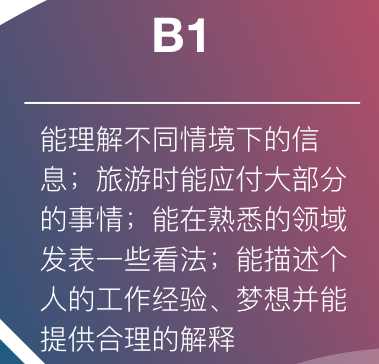 B1
能理解不同情境下的信
息；旅游时能应付大部分
的事情；能在熟悉的领域
发表一些看法；能描述个
人的工作经验、梦想并能
提供合理的解释